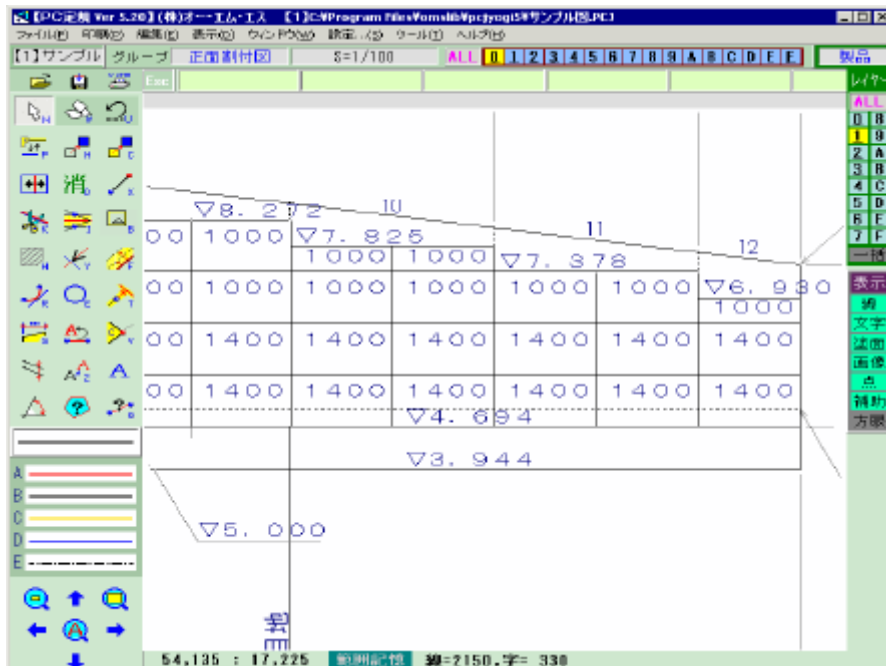 【PC定規 Ver 5.20】(株)オー・エム・エス 【1】C:¥Program Files¥omslib¥pcjyogi5¥サンプル図.PCJ
ファイル(F) 印刷(P) 編集(E) 表示(D) ウィンドウ(W) 設定...(S) ツール(T) ヘルプ(H)
【1】サンプル グループ 正面割付図 S=1/100 ALL 0 1 2 3 4 5 6 7 8 9 A B C D E F 製品
Esc
レイヤー
ALL
0 8
1 9
2 A
3 B
4 C
5 D
6 E
7 F
一括
表示
線
文字
塗面
画像
点
補助
方眼
10
▽8. 272
11
00 1000 ▽7. 825
12
1000 1000 ▽7. 378
00 1000 1000 1000 1000 1000 ▽6. 930
1000
00 1400 1400 1400 1400 1400 1400
00 1400 1400 1400 1400 1400 1400
▽4. 694
▽3. 944
▽5. 000
消
A
B
C
D
E
54,135 : 17,225 範囲記憶 線=2150,字= 330